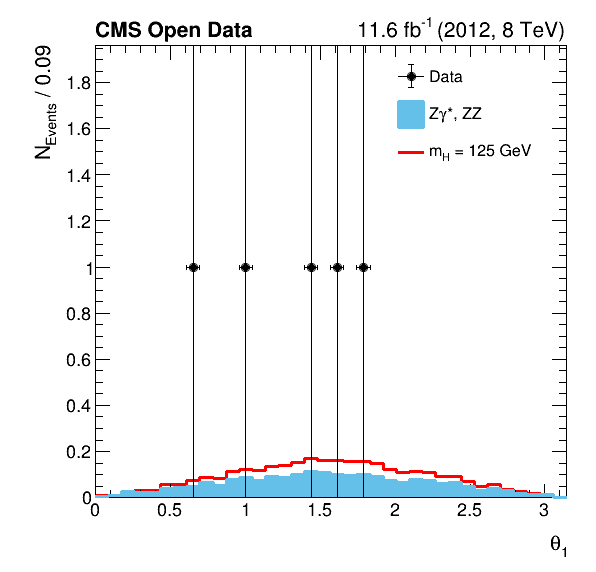 CMS Open Data 11.6 fb⁻¹ (2012, 8 TeV)
N_Events / 0.09
Data
Zγ*, ZZ
m_H = 125 GeV
1.8
1.6
1.4
1.2
1
0.8
0.6
0.4
0.2
0
0 0.5 1 1.5 2 2.5 3
θ₁